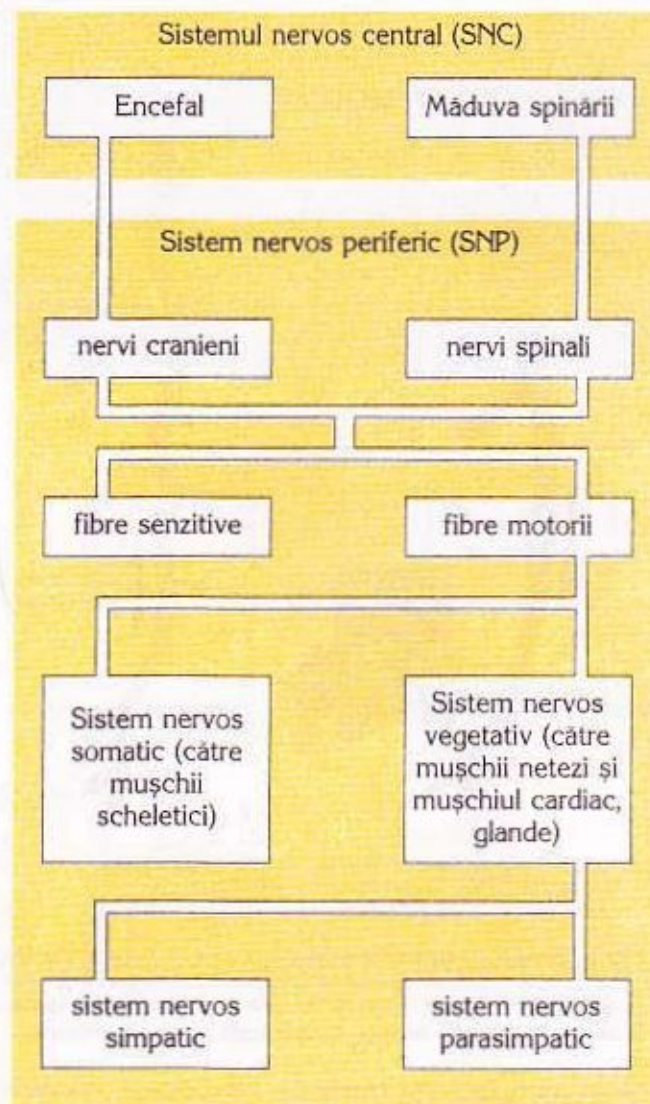 Sistemul nervos central (SNC)
Encefal
Măduva spinării
Sistem nervos periferic (SNP)
nervi cranieni
nervi spinali
fibre senzitive
fibre motorii
Sistem nervos
somatic (către
mușchii
scheletici)
Sistem nervos
vegetativ (către
mușchii netezi și
mușchiul cardiac,
glande)
sistem nervos
simpatic
sistem nervos
parasimpatic